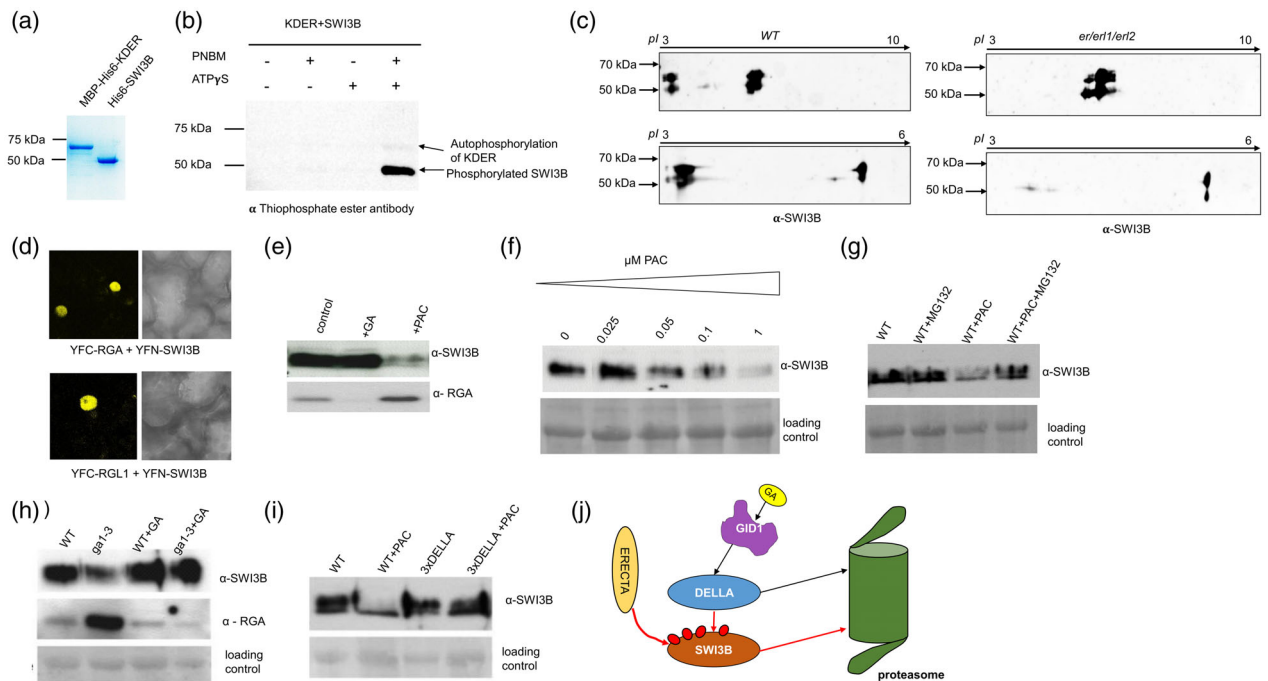 (a)
MBP-His6-KDER
His6-SWI3B
75 kDa
50 kDa
(b)
KDER+SWI3B
PNBM - + - +
ATPγS - - + +
75 kDa
50 kDa
Autophosphorylation
of KDER
Phosphorylated SWI3B
α Thiophosphate ester antibody
(c)
pI 3 WT 10
70 kDa
50 kDa
pI 3 6
70 kDa
50 kDa
α-SWI3B
pI 3 er/erl1/erl2 10
70 kDa
50 kDa
pI 3 6
70 kDa
50 kDa
α-SWI3B
(d)
YFC-RGA + YFN-SWI3B
YFC-RGL1 + YFN-SWI3B
(e)
control +GA +PAC
α-SWI3B
α- RGA
(f)
µM PAC
0 0.025 0.05 0.1 1
α-SWI3B
loading
control
(g)
WT WT+MG132 WT+PAC WT+PAC+MG132
α-SWI3B
loading
control
(h) )
WT ga1-3 WT+GA ga1-3+GA
α-SWI3B
α - RGA
loading
control
(i)
WT WT+PAC 3xDELLA 3xDELLA+PAC
α-SWI3B
loading
control
(j)
GA
GID1
ERECTA
DELLA
SWI3B
proteasome